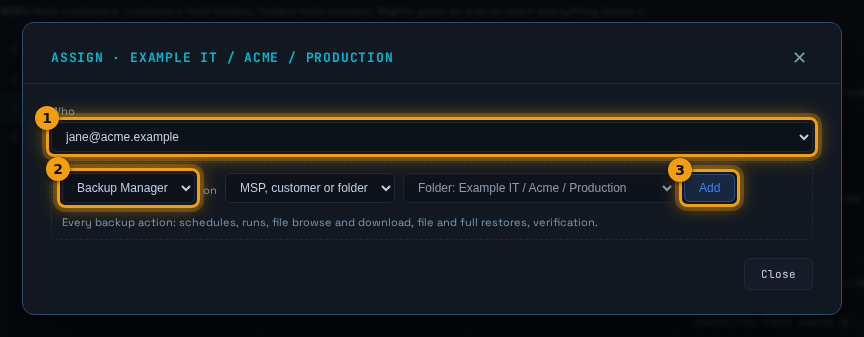 ASSIGN · EXAMPLE IT / ACME / PRODUCTION
Who
1
jane@acme.example
2
3
Backup Manager on MSP, customer or folder Folder: Example IT / Acme / Production Add
Every backup action: schedules, runs, file browse and download, file and full restores, verification.
Close